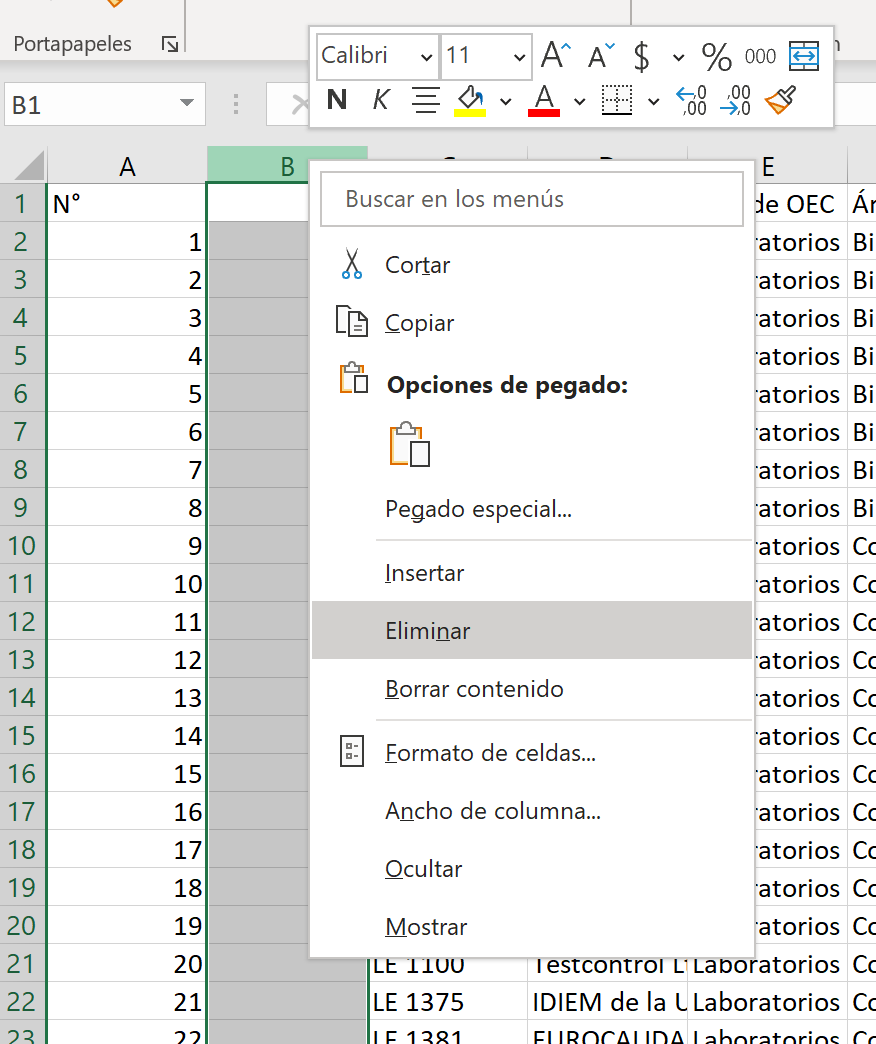 Portapapeles
Calibri 11 A A $ % 000
N K A ,00 ,00
B1
A B E
1 N° de OEC Ár
2 1 ratorios Bi
3 2 ratorios Bi
4 3 ratorios Bi
5 4 ratorios Bi
6 5 ratorios Bi
7 6 ratorios Bi
8 7 ratorios Bi
9 8 ratorios Bi
10 9 ratorios Co
11 10 ratorios Co
12 11 ratorios Co
13 12 ratorios Co
14 13 ratorios Co
15 14 ratorios Co
16 15 ratorios Co
17 16 ratorios Co
18 17 ratorios Co
19 18 ratorios Co
20 19 ratorios Co
21 20 LE 1100 Testcontrol Lt Laboratorios Co
22 21 LE 1375 IDIEM de la U Laboratorios Co
23 22 LE 1381 EUROCAUDA Laboratorios Co
Buscar en los menús
Cortar
Copiar
Opciones de pegado:
Pegado especial...
Insertar
Eliminar
Borrar contenido
Formato de celdas...
Ancho de columna...
Ocultar
Mostrar